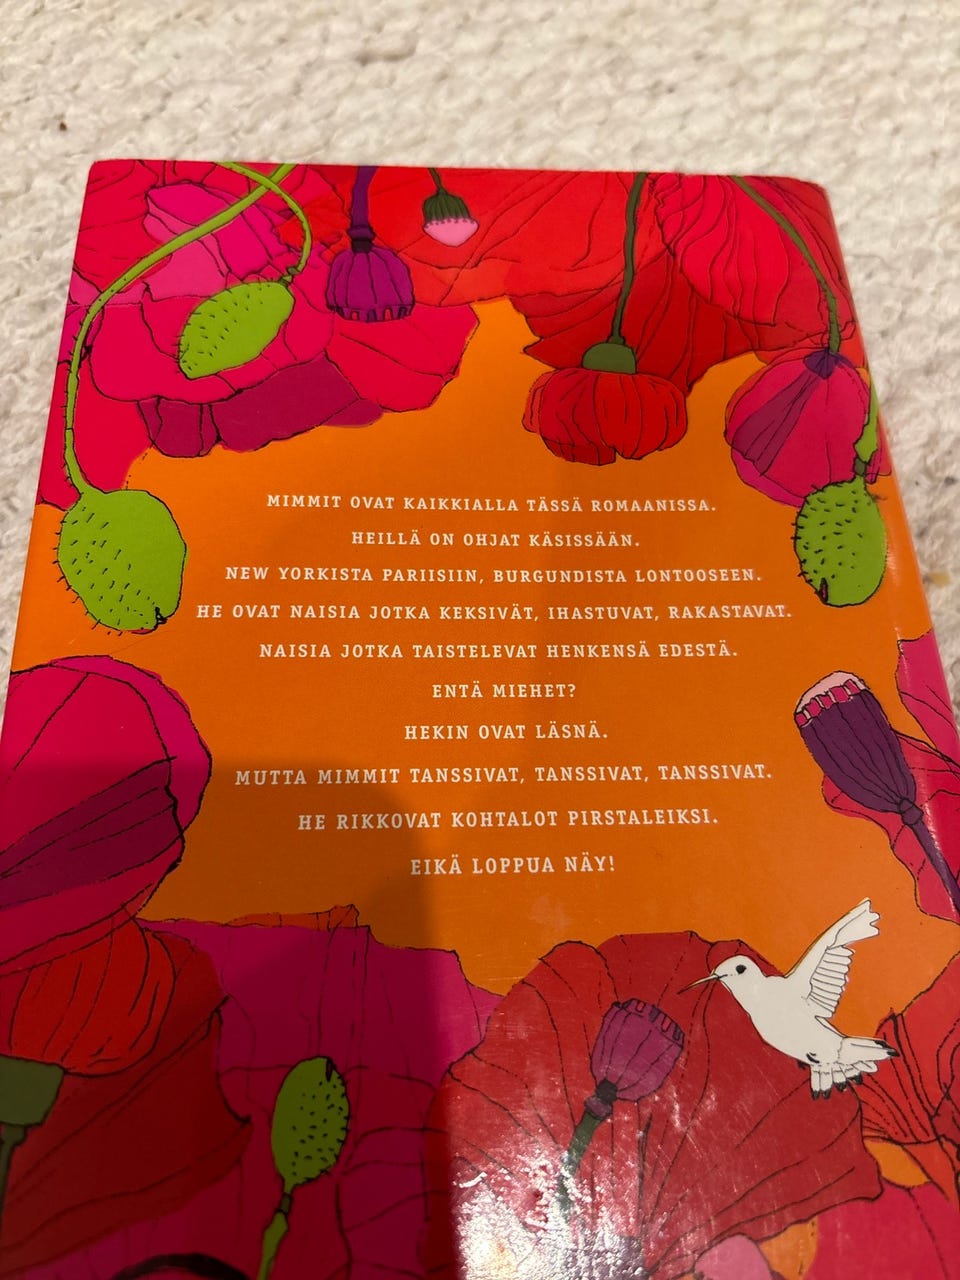 MIMMIT OVAT KAIKKIALLA TÄSSÄ ROMAANISSA.
HEILLÄ ON OHJAT KÄSISSÄÄN.
NEW YORKISTA PARIISIIN, BURGUNDISTA LONTOOSEEN.
HE OVAT NAISIA JOTKA KEKSIVÄT, IHASTUVAT, RAKASTAVAT.
NAISIA JOTKA TAISTELEVAT HENKENSÄ EDESTÄ.
ENTÄ MIEHET?
HEKIN OVAT LÄSNÄ.
MUTTA MIMMIT TANSSIVAT, TANSSIVAT, TANSSIVAT.
HE RIKKOVAT KOHTALOT PIRSTALEIKSI.
EIKÄ LOPPUA NÄY!